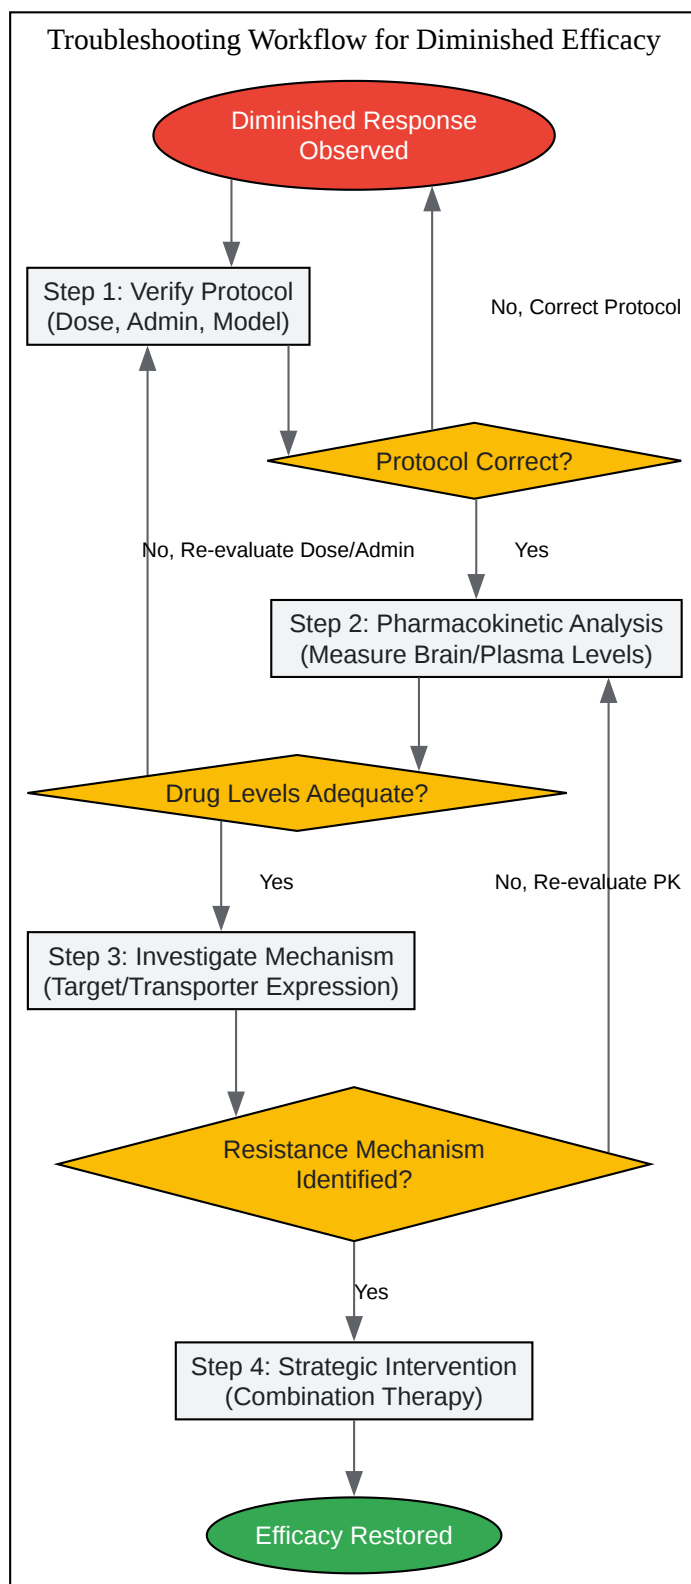 Troubleshooting Workflow for Diminished Efficacy
Diminished Response
Observed
Step 1: Verify Protocol
(Dose, Admin, Model)
No, Correct Protocol
Protocol Correct?
No, Re-evaluate Dose/Admin
Yes
Step 2: Pharmacokinetic Analysis
(Measure Brain/Plasma Levels)
Drug Levels Adequate?
Yes
No, Re-evaluate PK
Step 3: Investigate Mechanism
(Target/Transporter Expression)
Resistance Mechanism
Identified?
Yes
Step 4: Strategic Intervention
(Combination Therapy)
Efficacy Restored